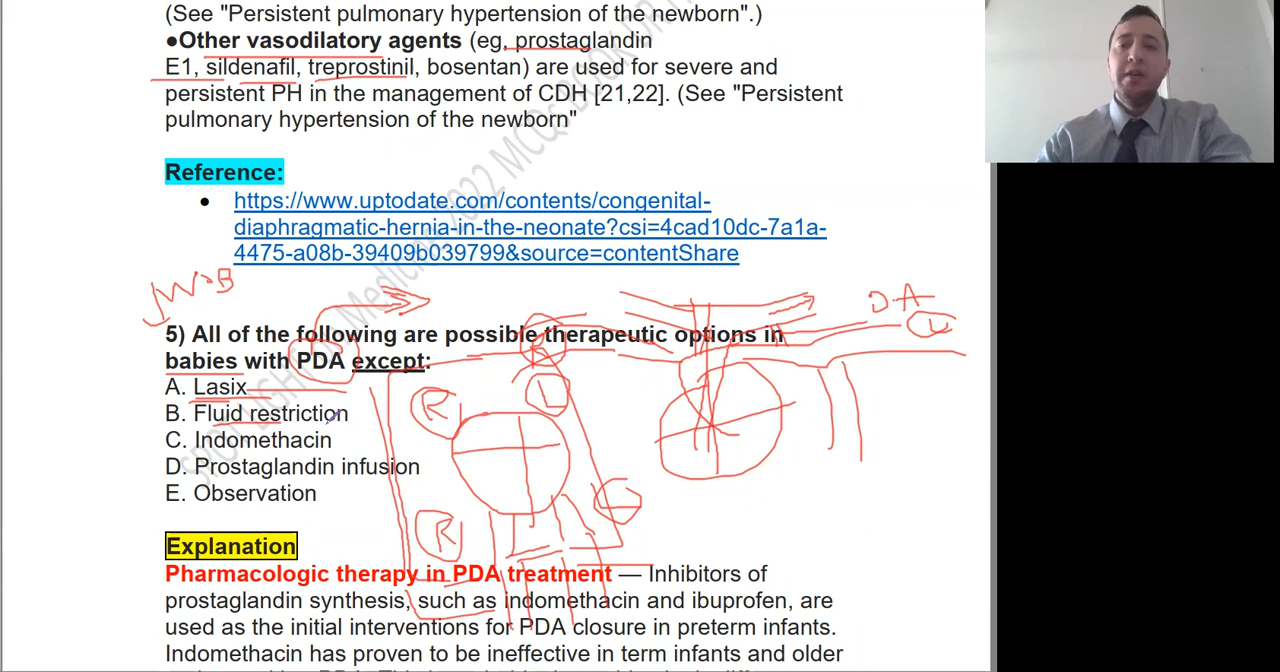 (See "Persistent pulmonary hypertension of the newborn".)
●Other vasodilatory agents (eg, prostaglandin
E1, sildenafil, treprostinil, bosentan) are used for severe and
persistent PH in the management of CDH [21,22]. (See "Persistent
pulmonary hypertension of the newborn"
Reference:
• https://www.uptodate.com/contents/congenital-
diaphragmatic-hernia-in-the-neonate?csi=4cad10dc-7a1a-
4475-a08b-39409b039799&source=contentShare
DA
5) All of the following are possible therapeutic options in
babies with PDA except:
A. Lasix
B. Fluid restriction
C. Indomethacin
D. Prostaglandin infusion
E. Observation
R
L
R
Explanation
Pharmacologic therapy in PDA treatment — Inhibitors of
prostaglandin synthesis, such as indomethacin and ibuprofen, are
used as the initial interventions for PDA closure in preterm infants.
Indomethacin has proven to be ineffective in term infants and older